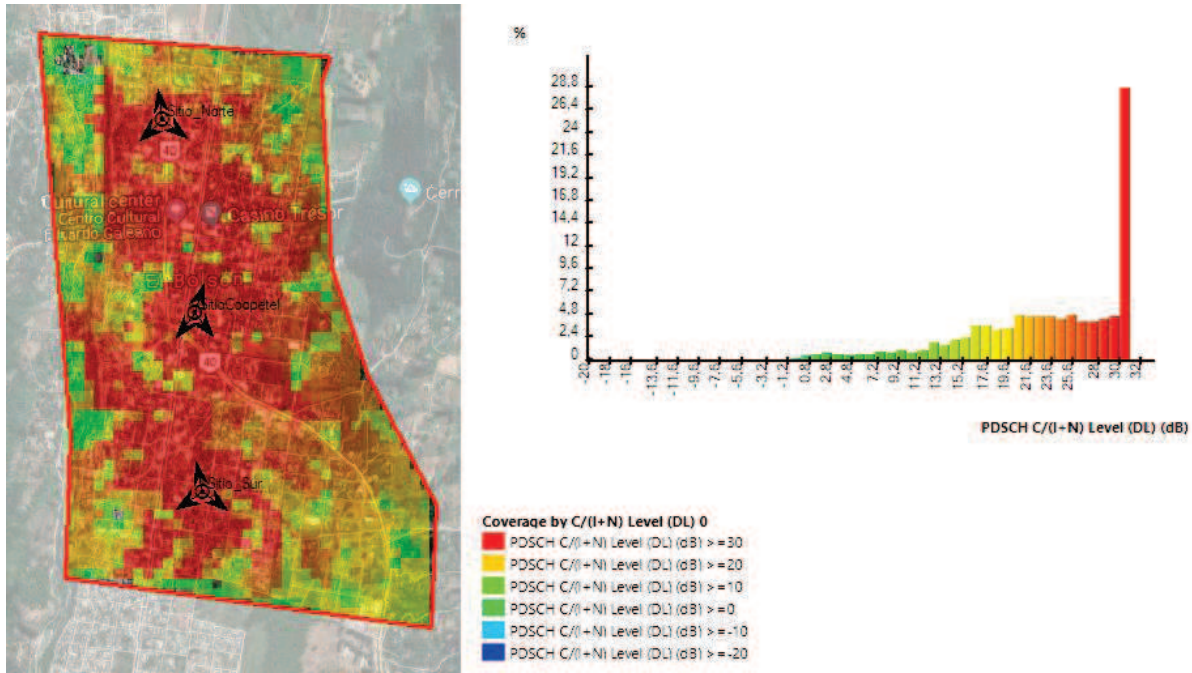 Sitio_Norte
40
Cultural center
Centro Cultural
Eduardo Galeano
Casino Tresor
Cerr
El Bolsón
SitioCoopetel
40
Sitio_Sur
%
28.8
26.4
24
21.6
19.2
16.8
14.4
12
9.6
7.2
4.8
2.4
0
-20
-18
-16
-13.6
-11.6
-9.6
-7.6
-5.6
-3.2
-1.2
0.8
2.8
4.8
7.2
9.2
11.2
13.2
15.2
17.6
19.6
21.6
23.6
25.6
28
30
32
PDSCH C/(I+N) Level (DL) (dB)
Coverage by C/(I+N) Level (DL) 0
PDSCH C/(I+N) Level (DL) (dB) >=30
PDSCH C/(I+N) Level (DL) (dB) >=20
PDSCH C/(I+N) Level (DL) (dB) >=10
PDSCH C/(I+N) Level (DL) (dB) >=0
PDSCH C/(I+N) Level (DL) (dB) >=-10
PDSCH C/(I+N) Level (DL) (dB) >=-20